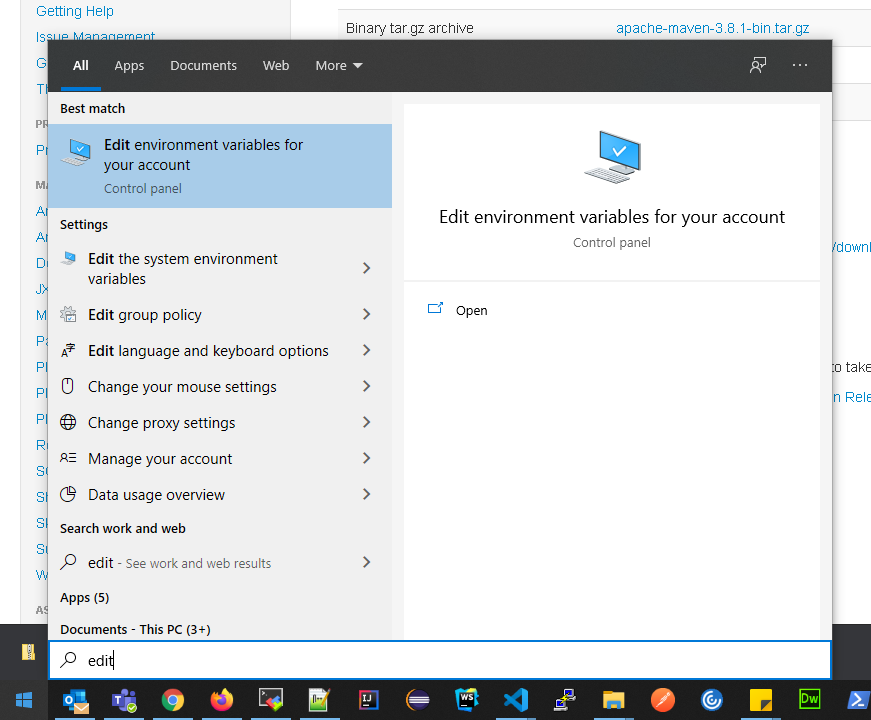 Getting Help
Issue Management
Binary tar.gz archive
apache-maven-3.8.1-bin.tar.gz
All
Apps
Documents
Web
More
Best match
Edit environment variables for
your account
Control panel
Settings
Edit the system environment
variables
Edit group policy
Edit language and keyboard options
Change your mouse settings
Change proxy settings
Manage your account
Data usage overview
Search work and web
edit - See work and web results
Apps (5)
Documents - This PC (3+)
edit
Edit environment variables for your account
Control panel
Open
/downl
to take
n Rele
WS
Dw